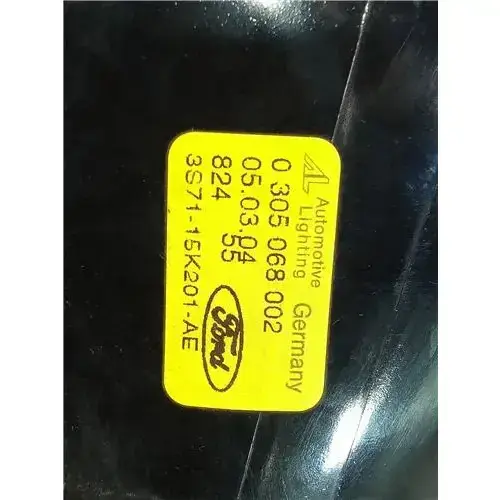 AL Automotive Lighting Germany
0 305 068 002
05.03.04 55
824
3S71-15K201-AE
Ford